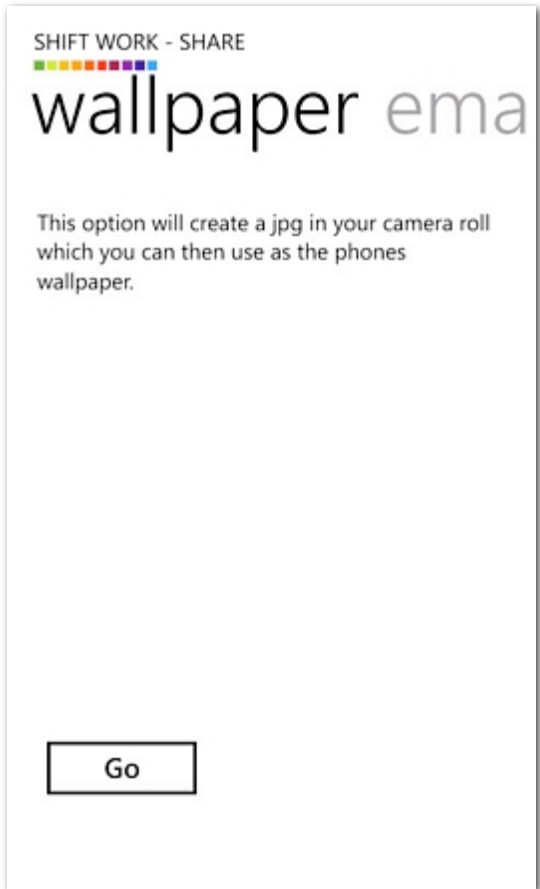 SHIFT WORK - SHARE
wallpaper ema
This option will create a jpg in your camera roll
which you can then use as the phones
wallpaper.
Go